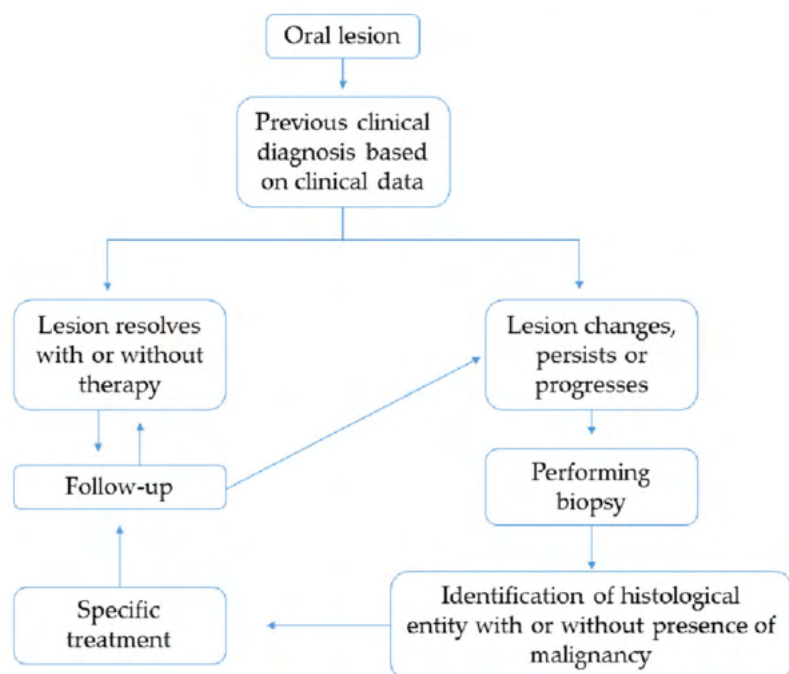 Oral lesion
Previous clinical
diagnosis based
on clinical data
Lesion resolves
with or without
therapy
Lesion changes,
persists or
progresses
Follow-up
Performing
biopsy
Specific
treatment
Identification of histological
entity with or without presence of
malignancy